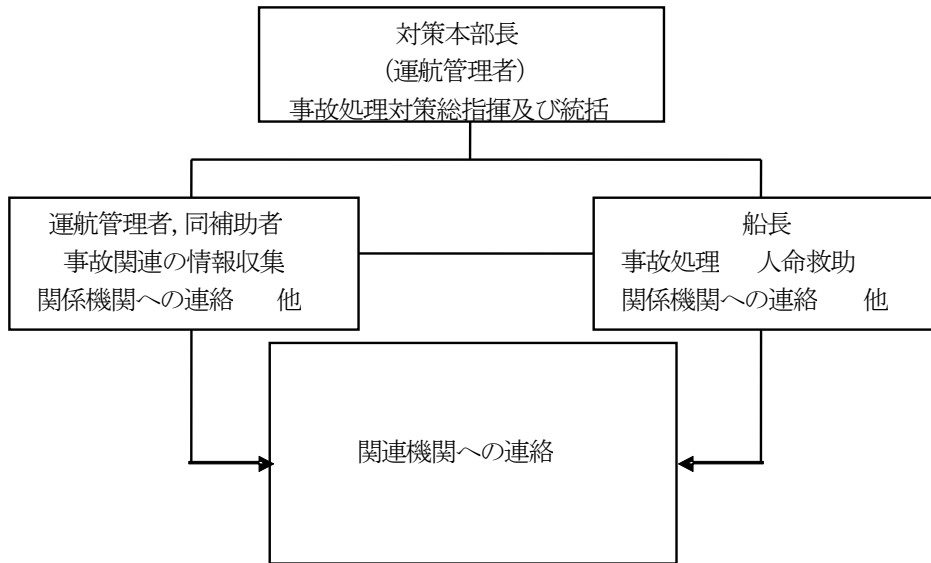 対策本部長
(運航管理者)
事故処理対策総指揮及び統括
運航管理者,同補助者
事故関連の情報収集
関係機関への連絡　　他
船長
事故処理　　人命救助
関係機関への連絡　　他
関連機関への連絡